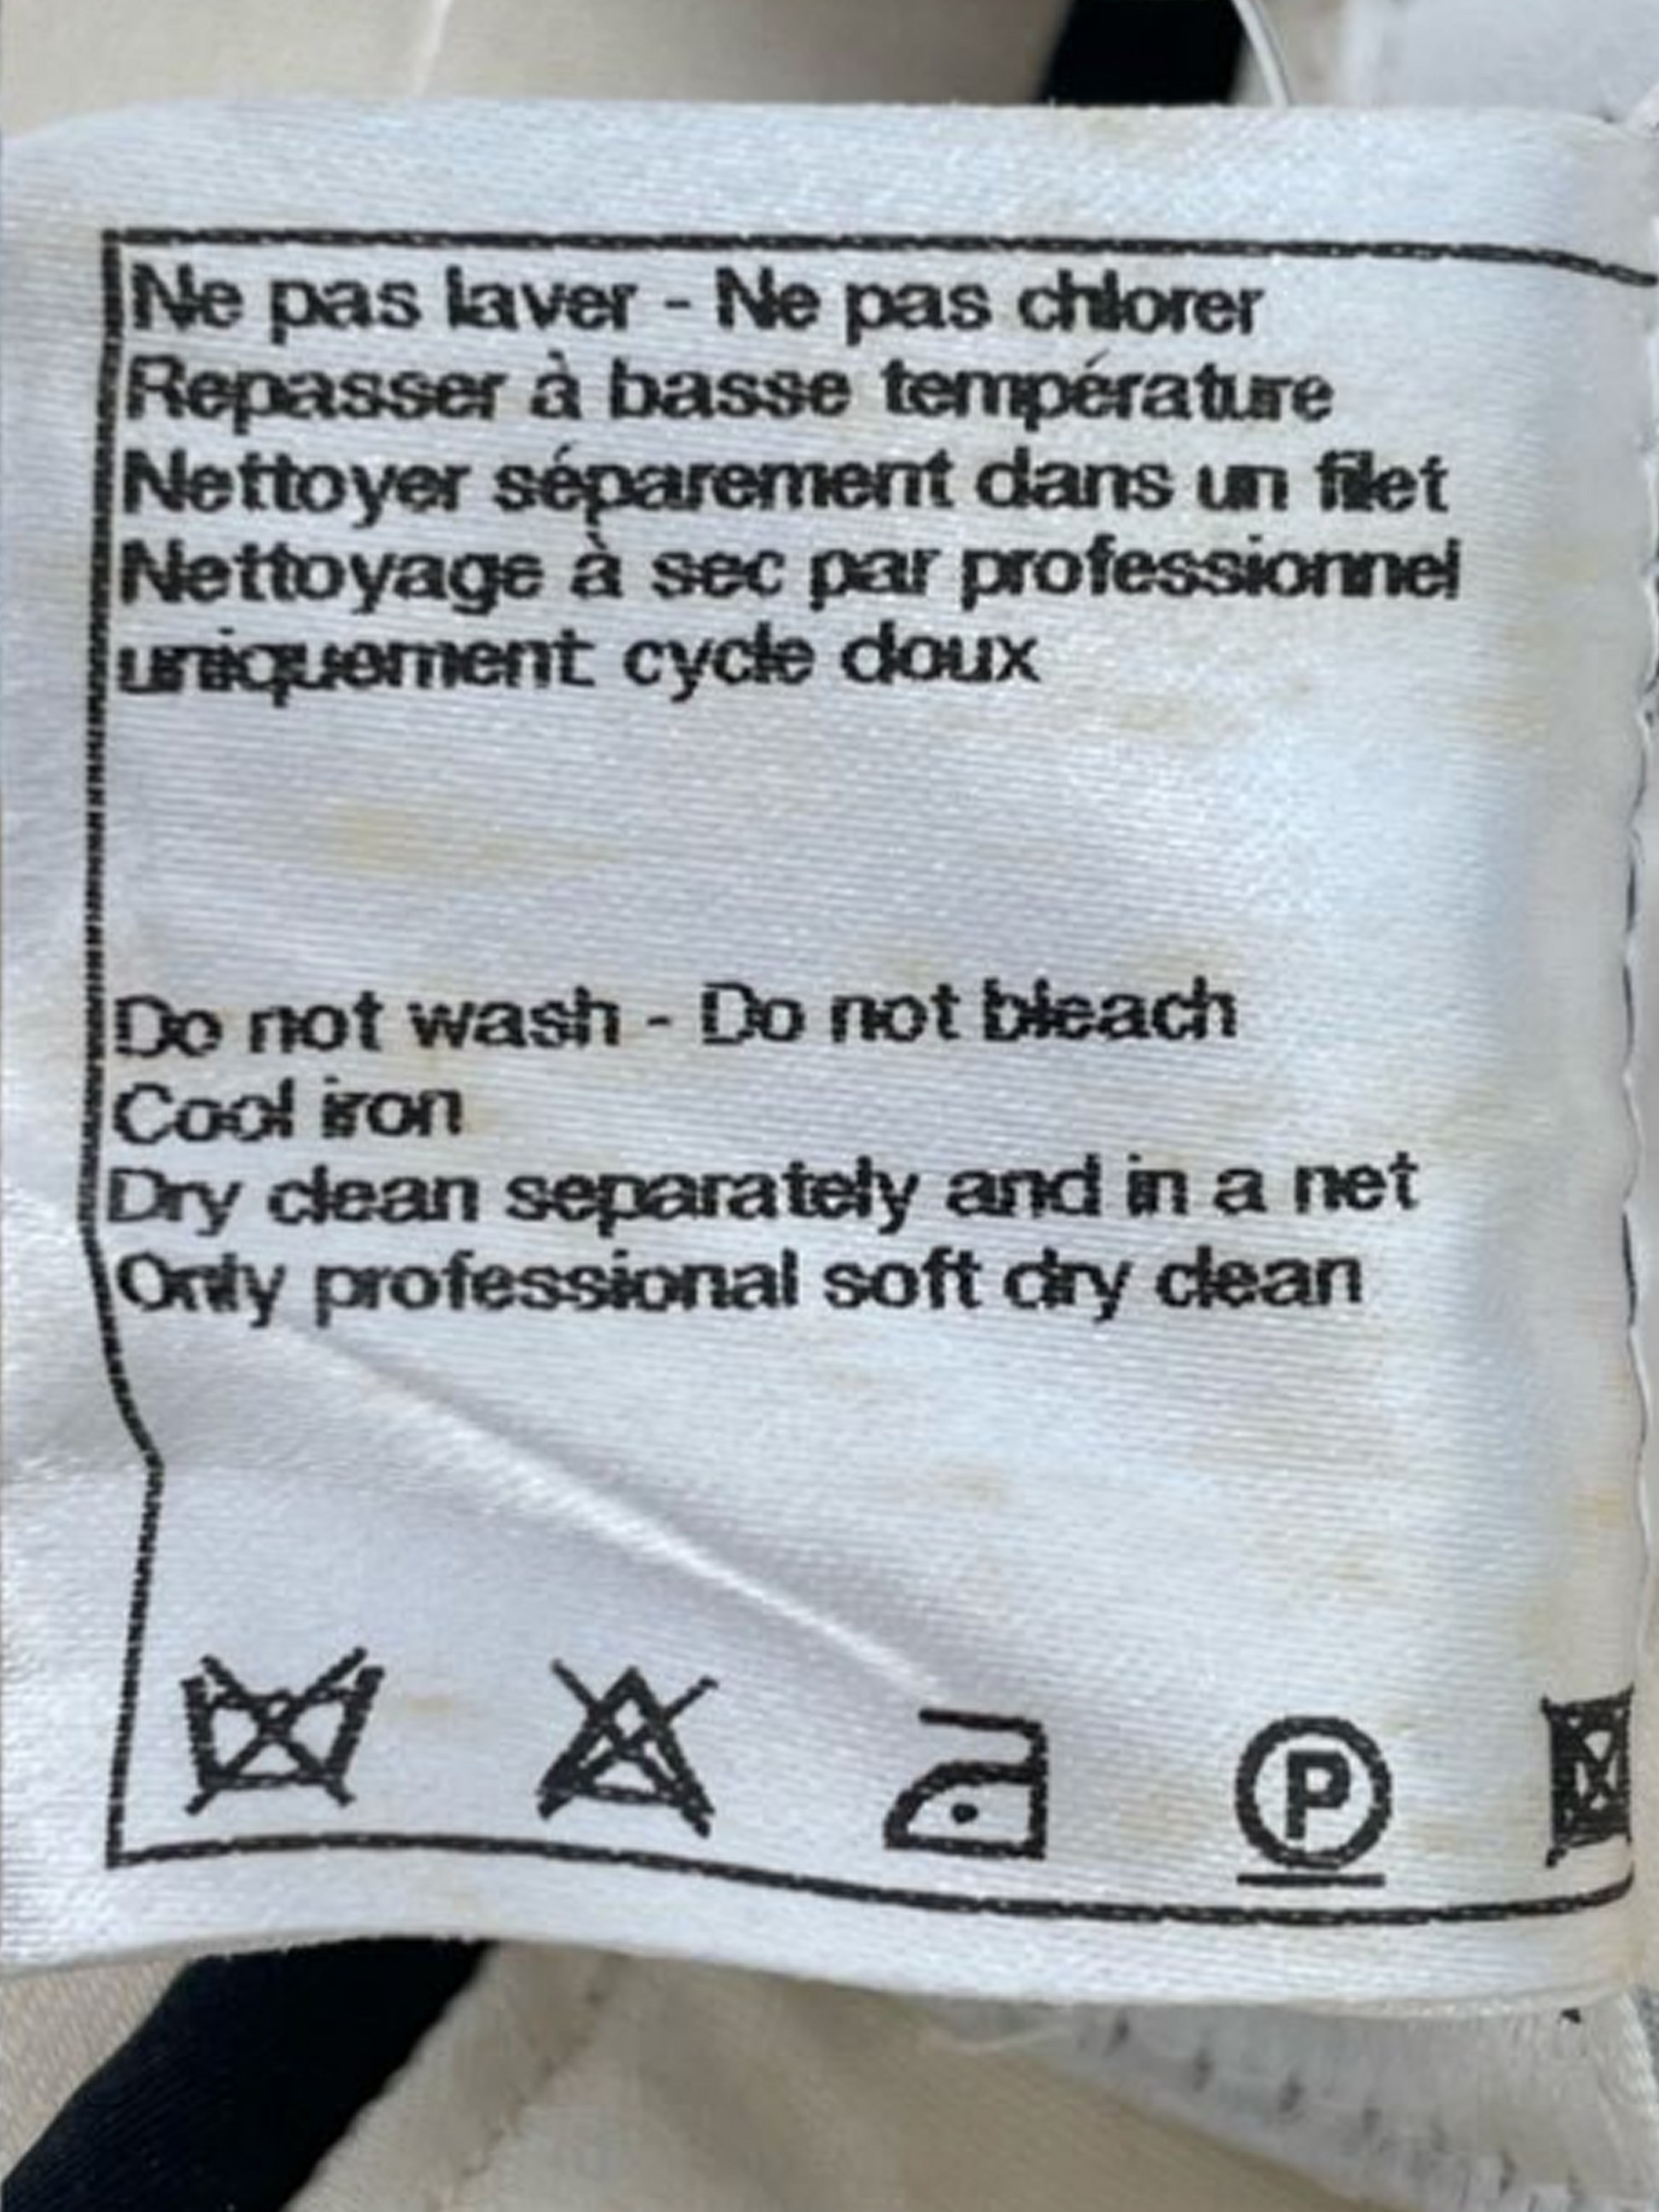 Ne pas laver - Ne pas chlorer
Repasser à basse température
Nettoyer séparement dans un filet
Nettoyage à sec par professionnel
uniquement cycle doux
Do not wash - Do not bleach
Cool iron
Dry clean separately and in a net
Only professional soft dry clean
P